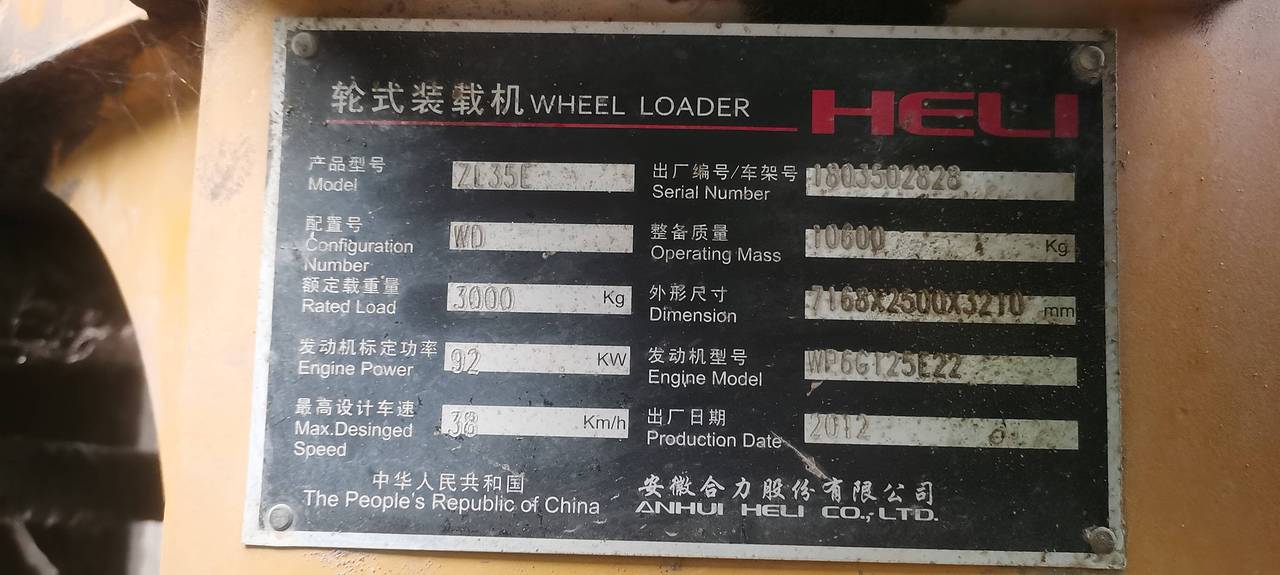 轮式装载机 WHEEL LOADER HELI
产品型号 ZL35E 出厂编号/车架号 1803502828
Model Serial Number
配置号 WD 整备质量 10600 Kg
Configuration Operating Mass
Number
额定载重量 3000 Kg 外形尺寸 7168X2500X3210 mm
Rated Load Dimension
发动机标定功率 92 KW 发动机型号 WP6G125E22
Engine Power Engine Model
最高设计车速 38 Km/h 出厂日期 2012
Max.Desinged Production Date
Speed
中华人民共和国 安徽合力股份有限公司
The People's Republic of China ANHUI HELI CO.,LTD.